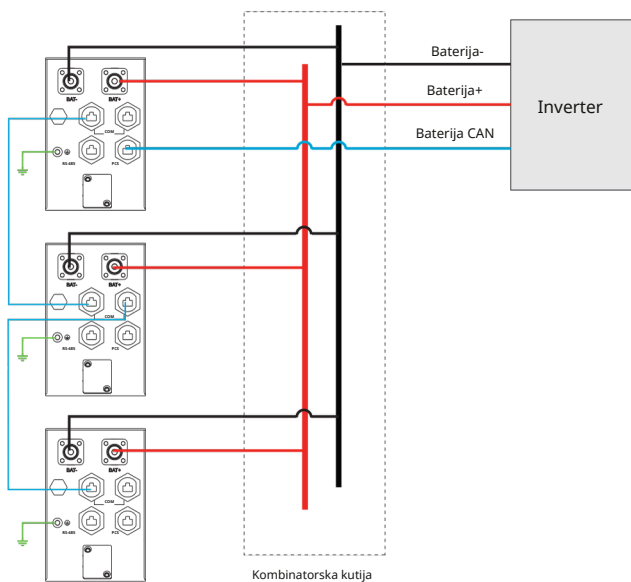 Baterija-
Baterija+
Baterija CAN
Inverter
BAT-
BAT+
COM
RS-485
PCS
BAT-
BAT+
COM
RS-485
PCS
BAT-
BAT+
COM
RS-485
PCS
Kombinatorska kutija